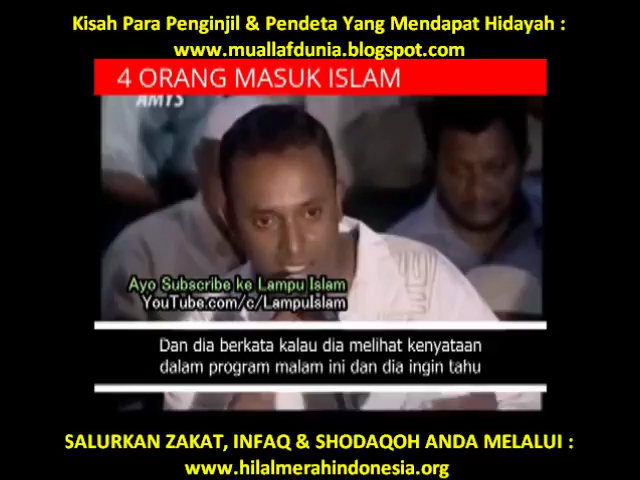 Kisah Para Penginjil & Pendeta Yang Mendapat Hidayah :
www.muallafdunia.blogspot.com
4 ORANG MASUK ISLAM
AMYS
Ayo Subscribe ke Lampu Islam
YouTube.com/c/LampuIslam
Dan dia berkata kalau dia melihat kenyataan
dalam program malam ini dan dia ingin tahu
SALURKAN ZAKAT, INFAQ & SHODAQOH ANDA MELALUI :
www.hilalmerahindonesia.org